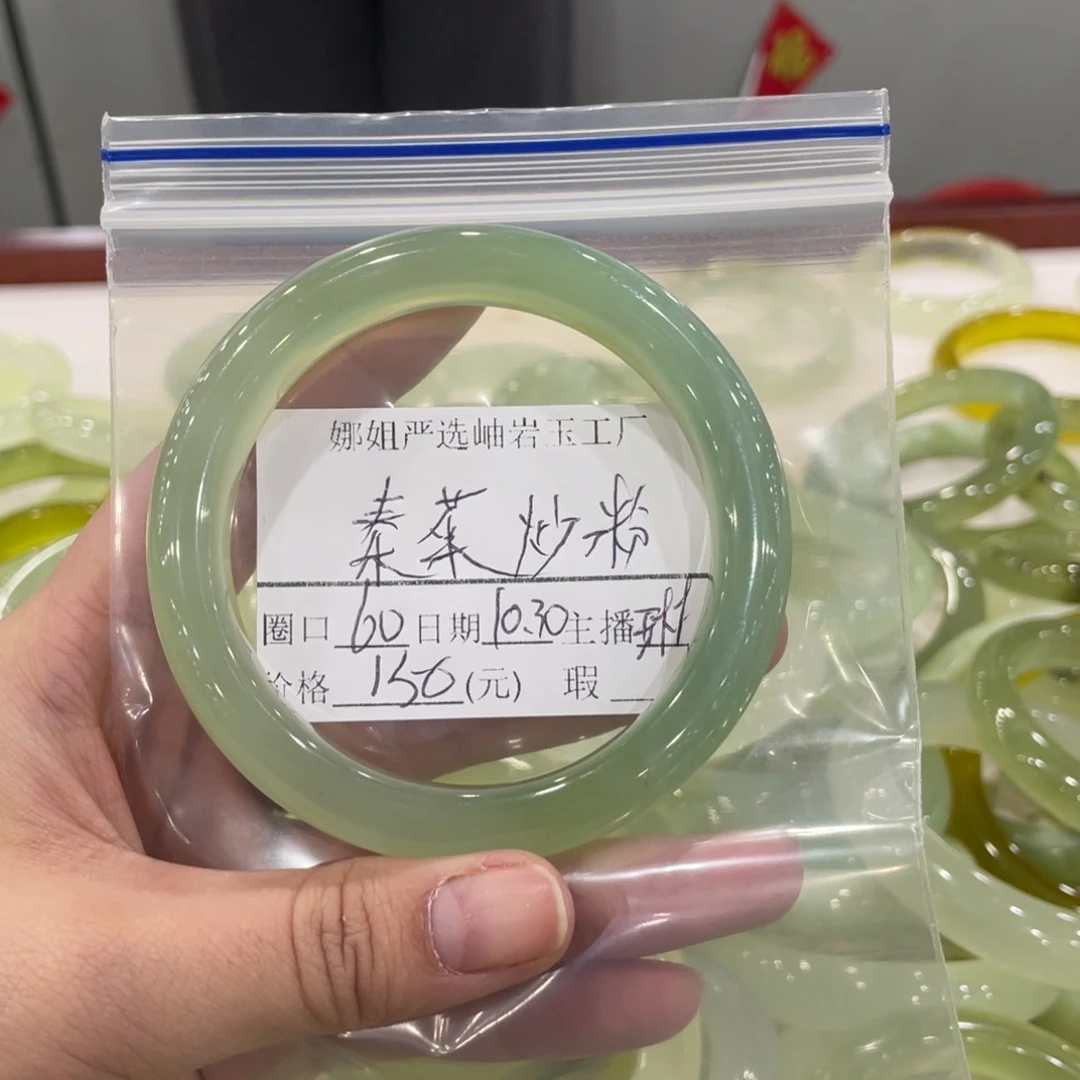 娜姐严选岫岩玉工厂
秦菜炒粉
圈口 60 日期 10.30 主播
价格 150 (元) 瑕